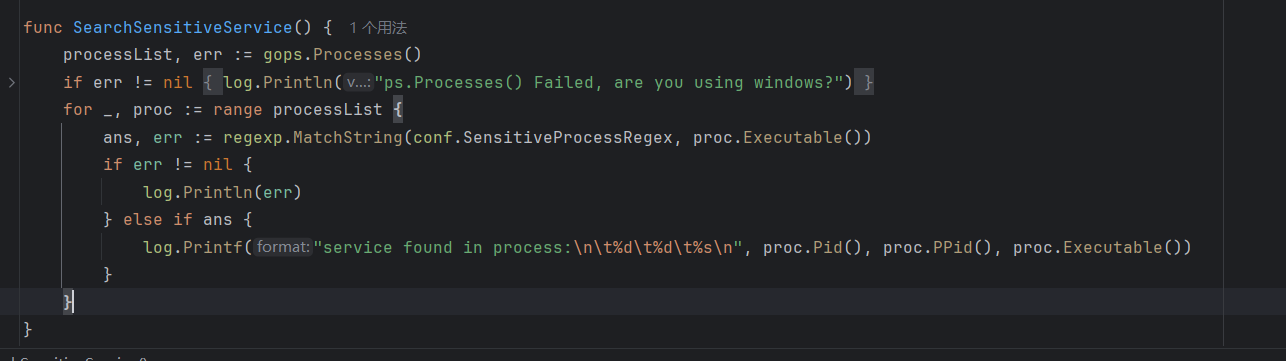 func SearchSensitiveService() { 1 个用法
processList, err := gops.Processes()
if err != nil { log.Println(v…:"ps.Processes() Failed, are you using windows?") }
for _, proc := range processList {
ans, err := regexp.MatchString(conf.SensitiveProcessRegex, proc.Executable())
if err != nil {
log.Println(err)
} else if ans {
log.Printf(format:"service found in process:\n\t%d\t%d\t%s\n", proc.Pid(), proc.PPid(), proc.Executable())
}
}
}